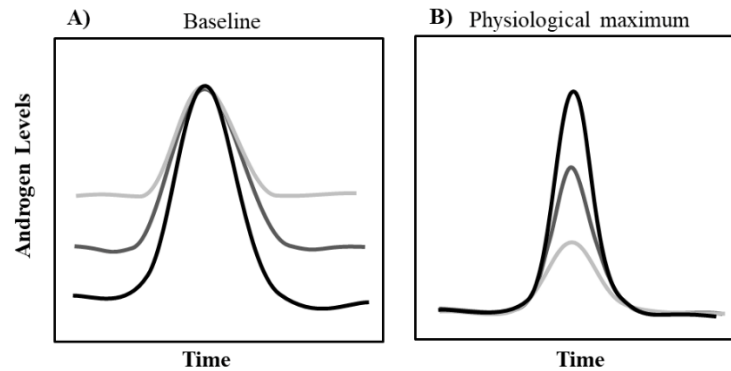 A) Baseline
B) Physiological maximum
Androgen Levels
Time
Time